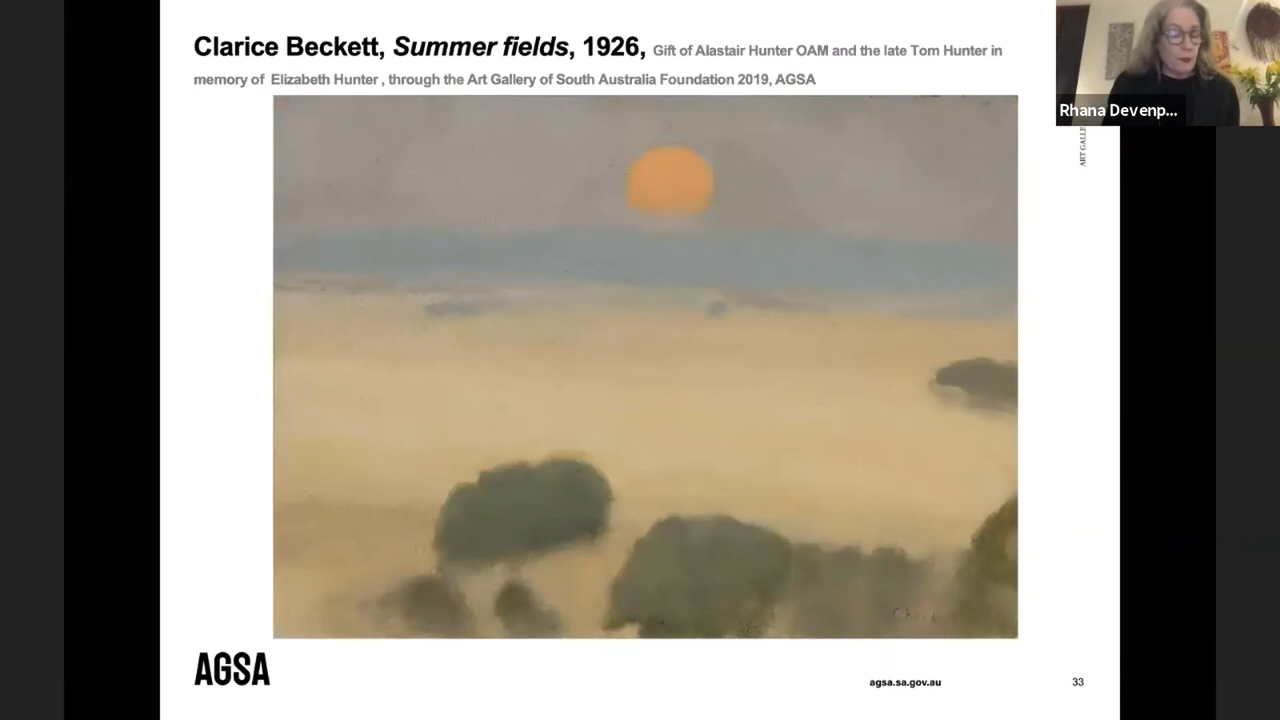 Clarice Beckett, Summer fields, 1926, Gift of Alastair Hunter OAM and the late Tom Hunter in
memory of Elizabeth Hunter , through the Art Gallery of South Australia Foundation 2019, AGSA
Rhana Devenp...
ART GALLE
AGSA
agsa.sa.gov.au
33